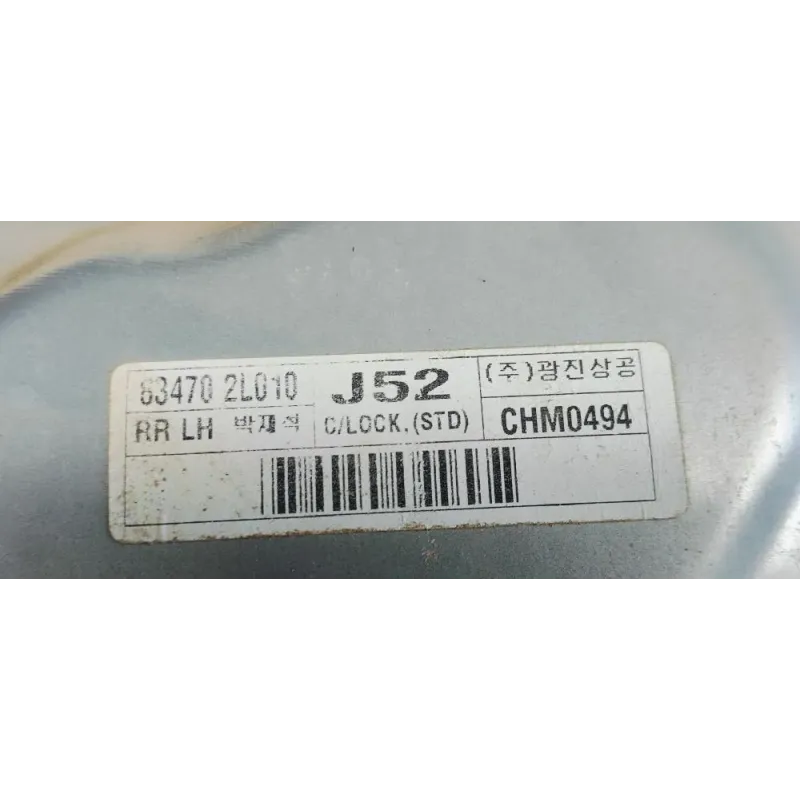 83470 2L010
J52
(주)광진상공
RR LH 박재석
C/LOCK.(STD)
CHM0494